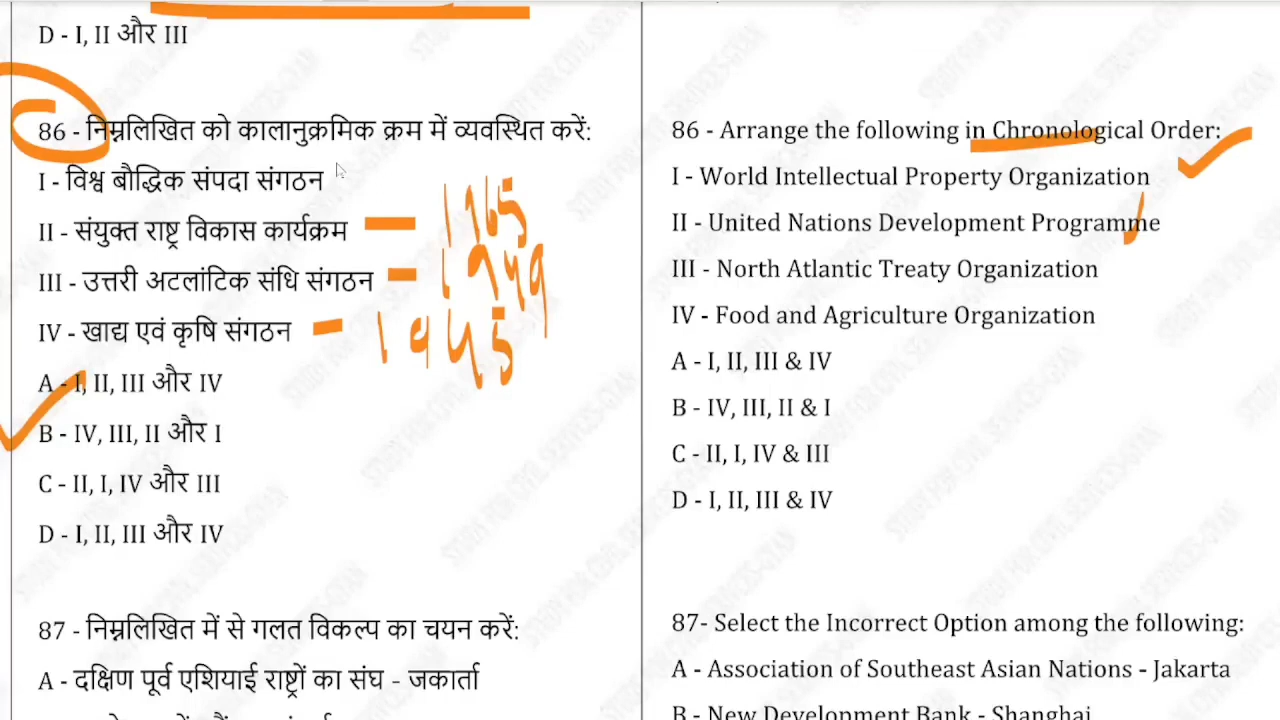 D - I, II और III
86 - निम्नलिखित को कालानुक्रमिक क्रम में व्यवस्थित करें:
I - विश्व बौद्धिक संपदा संगठन
II - संयुक्त राष्ट्र विकास कार्यक्रम - 1965
III - उत्तरी अटलांटिक संधि संगठन - 1949
IV - खाद्य एवं कृषि संगठन - 1945
A - I, II, III और IV
B - IV, III, II और I
C - II, I, IV और III
D - I, II, III और IV
87 - निम्नलिखित में से गलत विकल्प का चयन करें:
A - दक्षिण पूर्व एशियाई राष्ट्रों का संघ - जकार्ता
86 - Arrange the following in Chronological Order:
I - World Intellectual Property Organization
II - United Nations Development Programme
III - North Atlantic Treaty Organization
IV - Food and Agriculture Organization
A - I, II, III & IV
B - IV, III, II & I
C - II, I, IV & III
D - I, II, III & IV
87- Select the Incorrect Option among the following:
A - Association of Southeast Asian Nations - Jakarta
B - New Development Bank - Shanghai